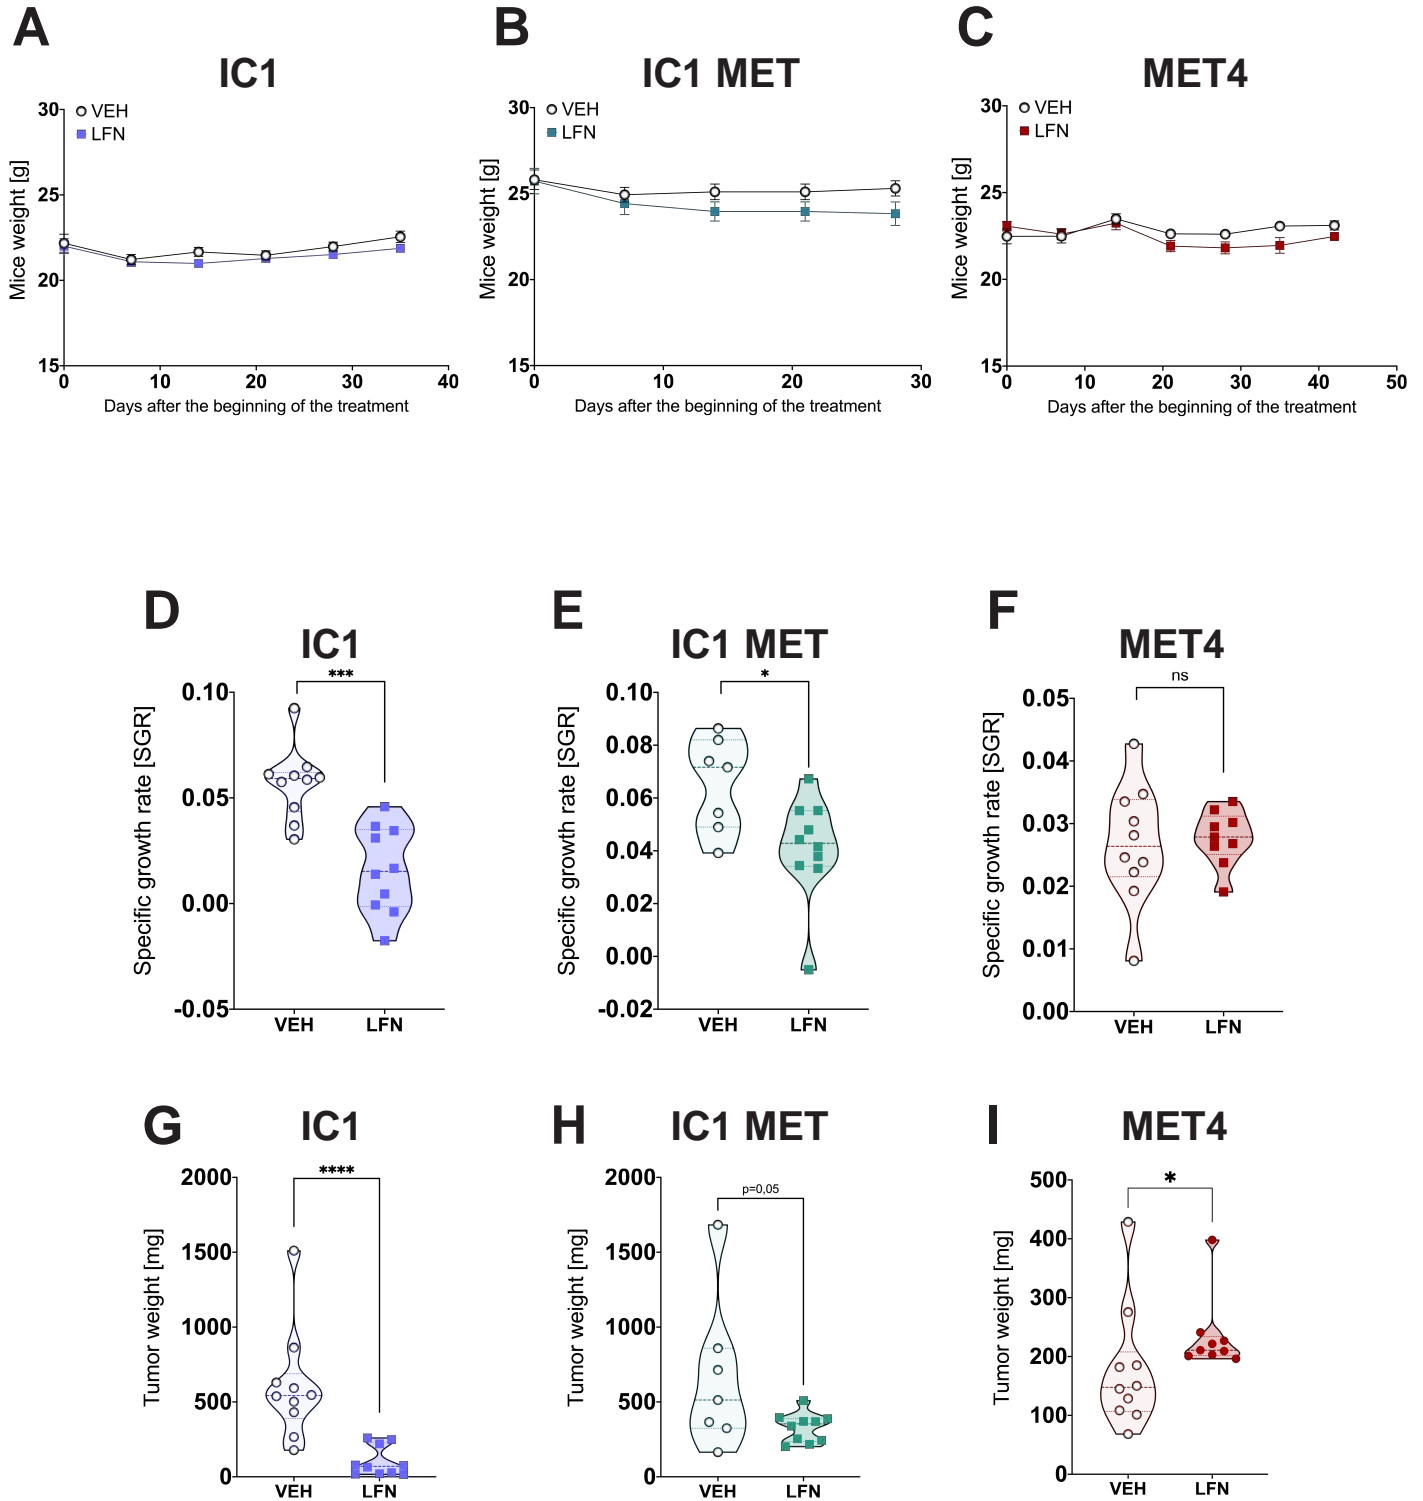 A
IC1
30
25
20
15
Mice weight [g]
VEH
LFN
0 10 20 30 40
Days after the beginning of the treatment
B
IC1 MET
30
25
20
15
Mice weight [g]
VEH
LFN
0 10 20 30
Days after the beginning of the treatment
C
MET4
30
25
20
15
Mice weight [g]
VEH
LFN
0 10 20 30 40 50
Days after the beginning of the treatment
D
IC1
***
0.10
0.05
0.00
-0.05
Specific growth rate [SGR]
VEH LFN
E
IC1 MET
*
0.10
0.08
0.06
0.04
0.02
0.00
-0.02
Specific growth rate [SGR]
VEH LFN
F
MET4
ns
0.05
0.04
0.03
0.02
0.01
0.00
Specific growth rate [SGR]
VEH LFN
G
IC1
****
2000
1500
1000
500
0
Tumor weight [mg]
VEH LFN
H
IC1 MET
p=0,05
2000
1500
1000
500
0
Tumor weight [mg]
VEH LFN
I
MET4
*
500
400
300
200
100
0
Tumor weight [mg]
VEH LFN